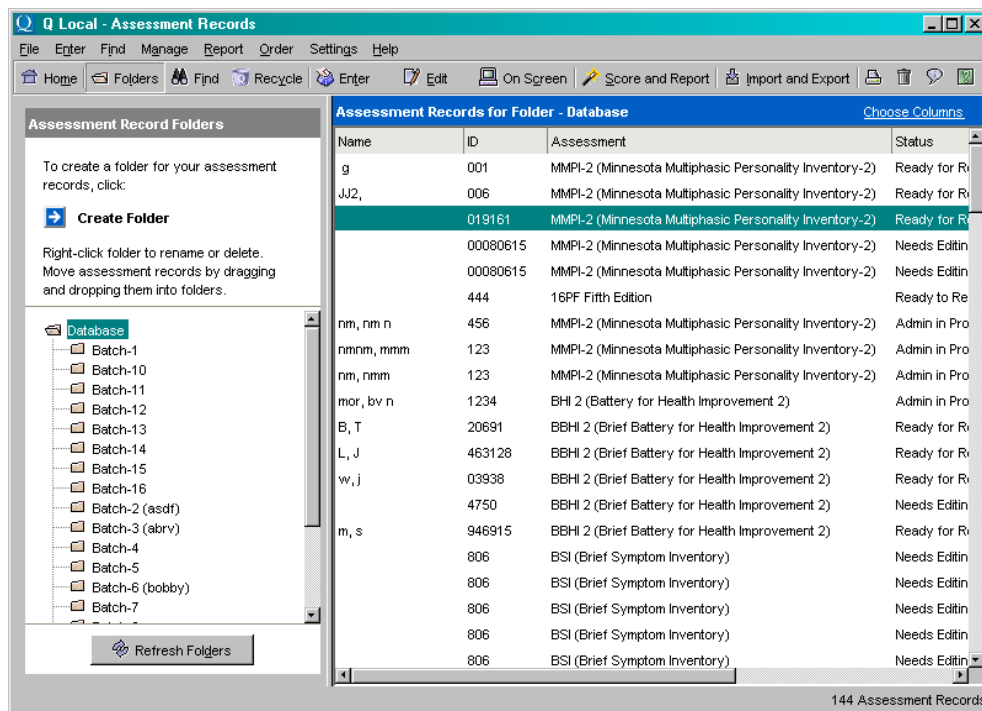 Q Local - Assessment Records
File Enter Find Manage Report Order Settings Help
Home Folders Find Recycle Enter Edit On Screen Score and Report Import and Export
Assessment Record Folders
To create a folder for your assessment
records, click:
Create Folder
Right-click folder to rename or delete.
Move assessment records by dragging
and dropping them into folders.
Database
Batch-1
Batch-10
Batch-11
Batch-12
Batch-13
Batch-14
Batch-15
Batch-16
Batch-2 (asdf)
Batch-3 (abrv)
Batch-4
Batch-5
Batch-6 (bobby)
Batch-7
Refresh Folders
Assessment Records for Folder - Database Choose Columns
Name ID Assessment Status
g 001 MMPI-2 (Minnesota Multiphasic Personality Inventory-2) Ready for R
JJ2, 006 MMPI-2 (Minnesota Multiphasic Personality Inventory-2) Ready for R
019161 MMPI-2 (Minnesota Multiphasic Personality Inventory-2) Ready for R
00080615 MMPI-2 (Minnesota Multiphasic Personality Inventory-2) Needs Editin
00080615 MMPI-2 (Minnesota Multiphasic Personality Inventory-2) Needs Editin
444 16PF Fifth Edition Ready to Re
nm, nm n 456 MMPI-2 (Minnesota Multiphasic Personality Inventory-2) Admin in Pro
nmnm, mmm 123 MMPI-2 (Minnesota Multiphasic Personality Inventory-2) Admin in Pro
nm, nmm 123 MMPI-2 (Minnesota Multiphasic Personality Inventory-2) Admin in Pro
mor, bv n 1234 BHI 2 (Battery for Health Improvement 2) Admin in Pro
B, T 20691 BBHI 2 (Brief Battery for Health Improvement 2) Ready for R
L, J 463128 BBHI 2 (Brief Battery for Health Improvement 2) Ready for R
w, j 03938 BBHI 2 (Brief Battery for Health Improvement 2) Ready for R
4750 BBHI 2 (Brief Battery for Health Improvement 2) Needs Editin
m, s 946915 BBHI 2 (Brief Battery for Health Improvement 2) Ready for R
806 BSI (Brief Symptom Inventory) Needs Editin
806 BSI (Brief Symptom Inventory) Needs Editin
806 BSI (Brief Symptom Inventory) Needs Editin
806 BSI (Brief Symptom Inventory) Needs Editin
806 BSI (Brief Symptom Inventory) Needs Editin
144 Assessment Records